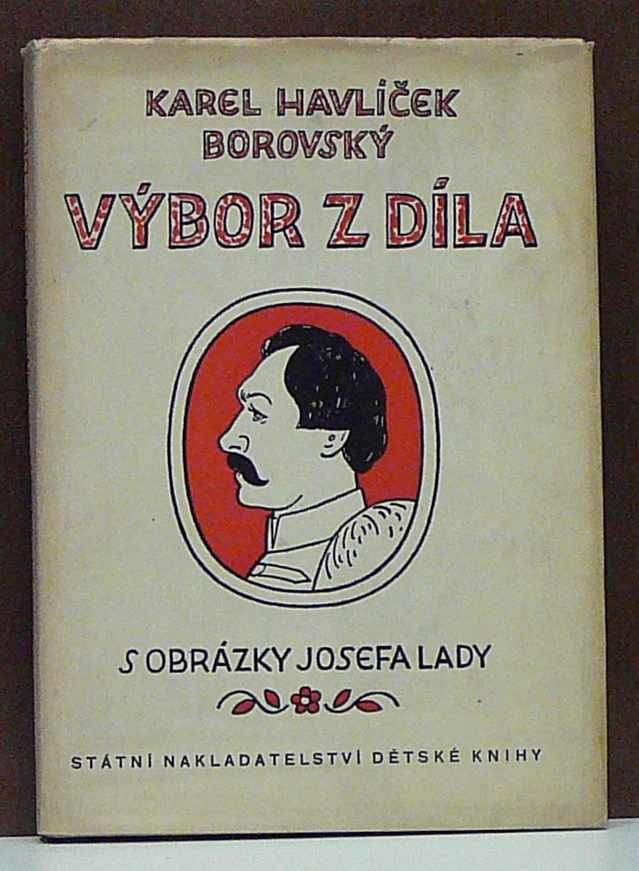 KAREL HAVLÍČEK
BOROVSKÝ
VÝBOR Z DÍLA
S OBRÁZKY JOSEFA LADY
STÁTNÍ NAKLADATELSTVÍ DĚTSKÉ KNIHY